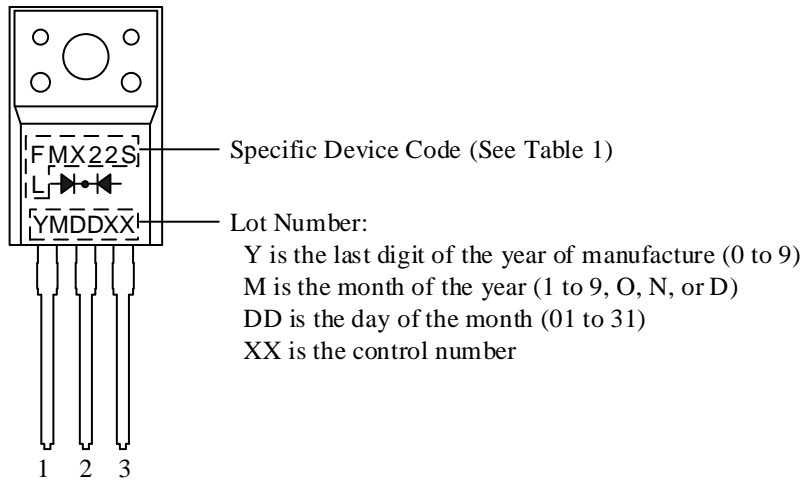 FMX22S
L
Specific Device Code (See Table 1)
YMDDXX
Lot Number:
Y is the last digit of the year of manufacture (0 to 9)
M is the month of the year (1 to 9, O, N, or D)
DD is the day of the month (01 to 31)
XX is the control number
1 2 3